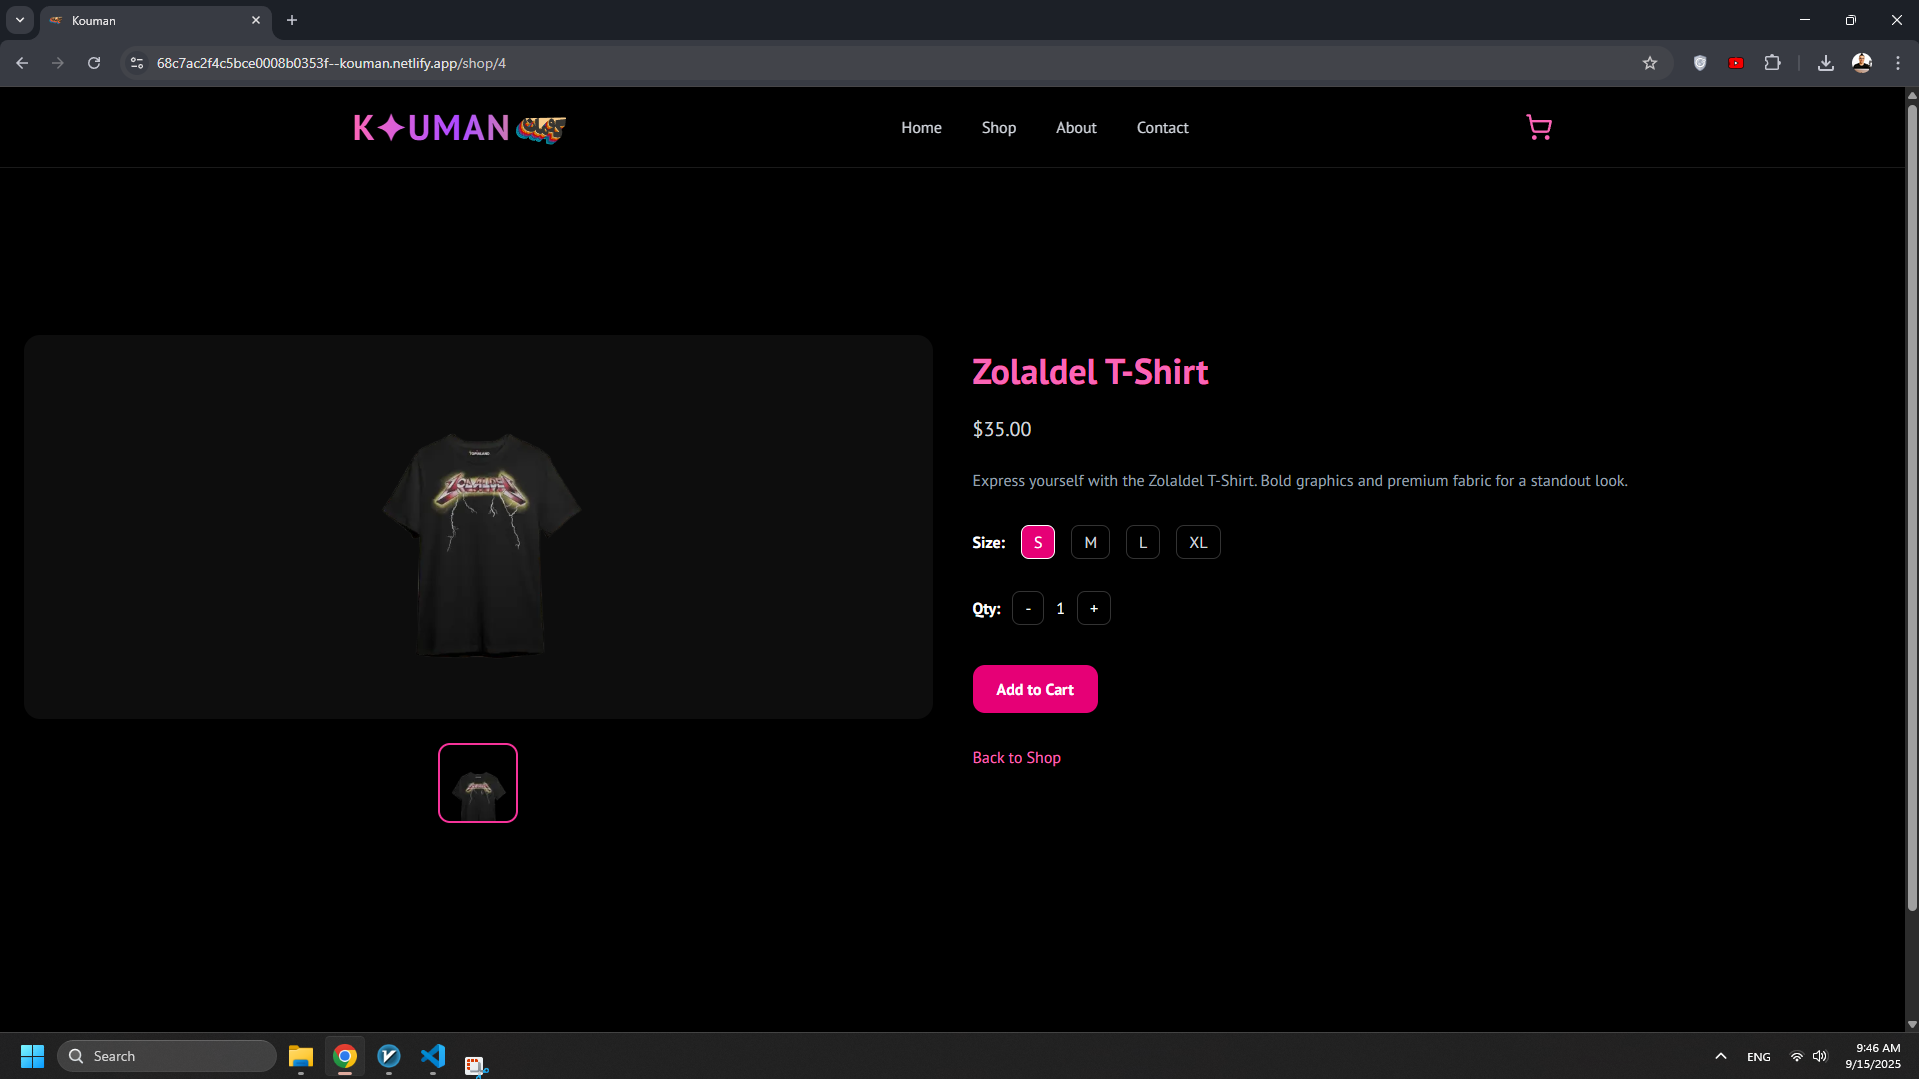 Kouman
68c7ac2f4c5bce0008b0353f--kouman.netlify.app/shop/4
K✦UMAN
Home
Shop
About
Contact
ZOLALDEL
Zolaldel T-Shirt
$35.00
Express yourself with the Zolaldel T-Shirt. Bold graphics and premium fabric for a standout look.
Size: S M L XL
Qty: - 1 +
Add to Cart
Back to Shop
Search
ENG
9:46 AM
9/15/2025